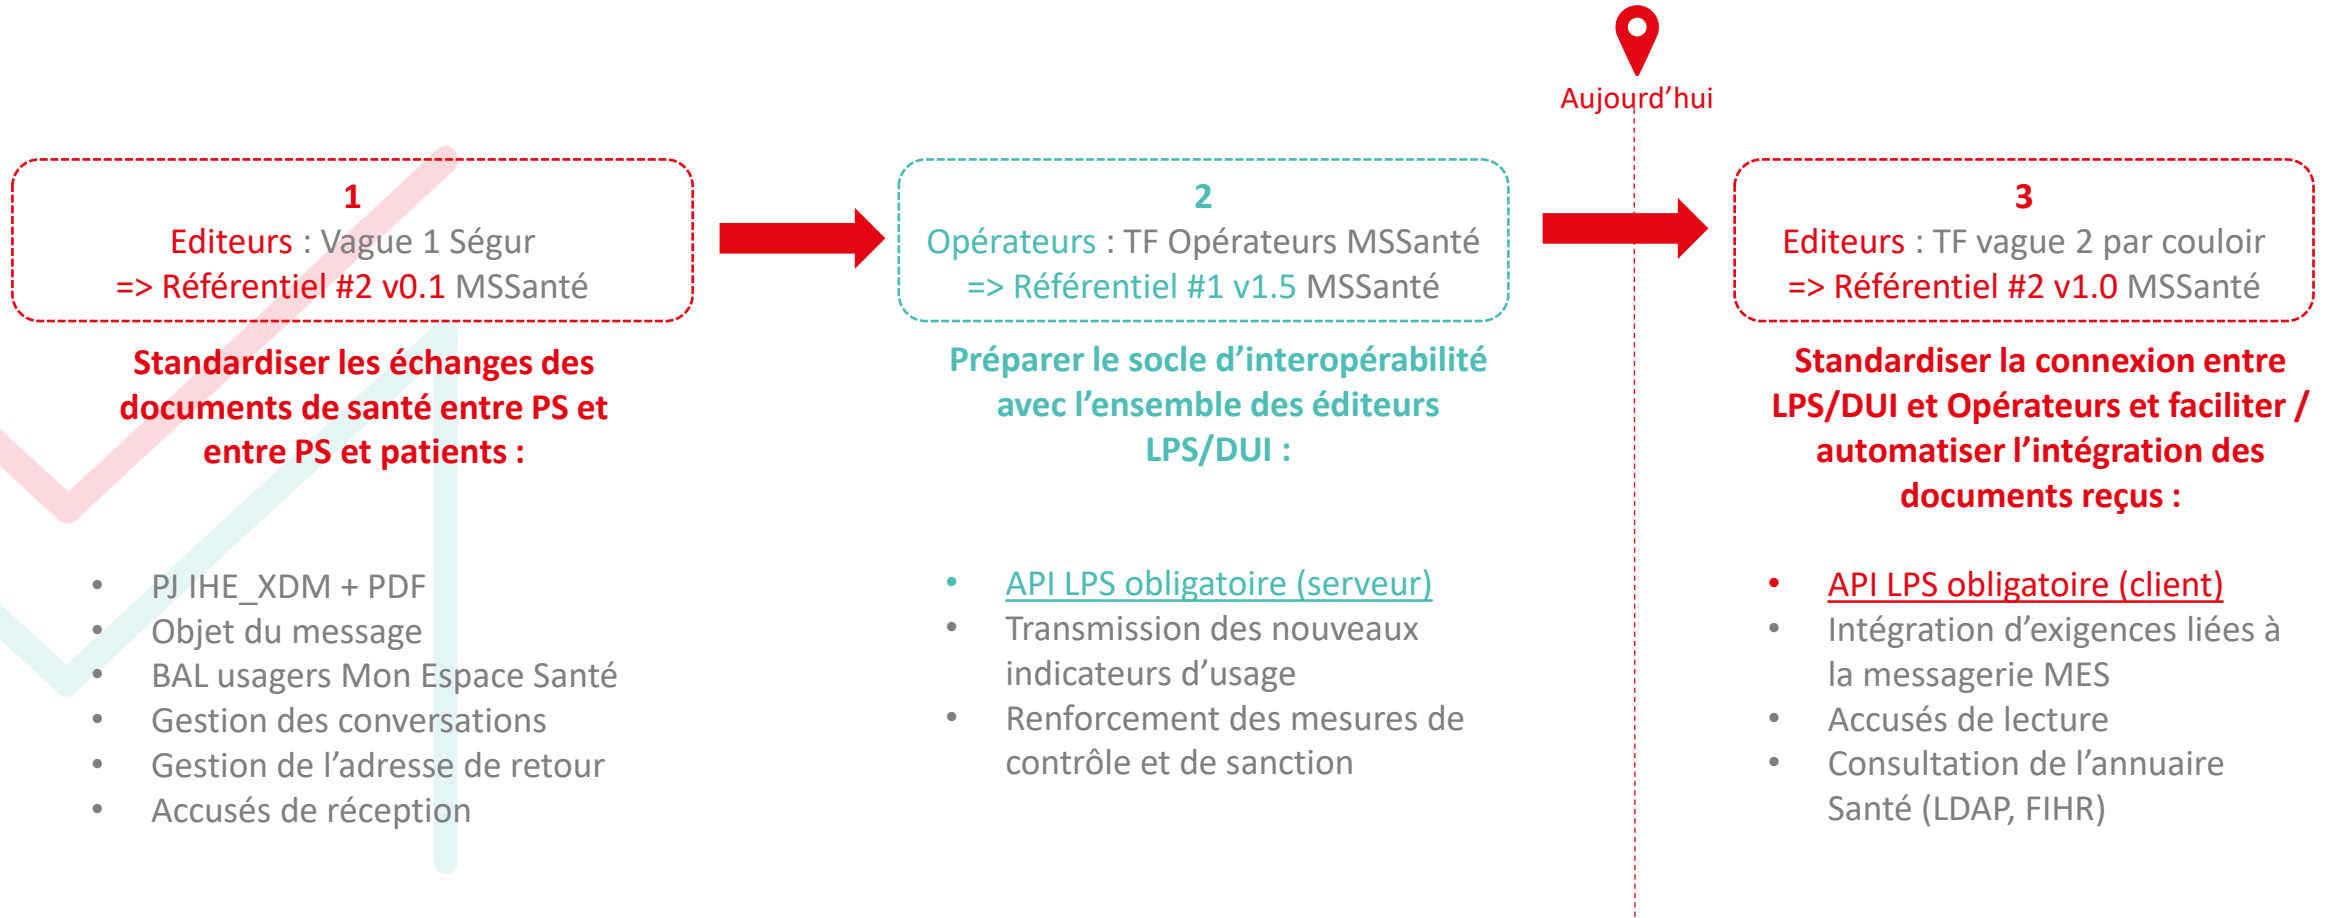 Aujourd’hui
1
Editeurs : Vague 1 Ségur
=> Référentiel #2 v0.1 MSSanté
Standardiser les échanges des
documents de santé entre PS et
entre PS et patients :
• PJ IHE_XDM + PDF
• Objet du message
• BAL usagers Mon Espace Santé
• Gestion des conversations
• Gestion de l’adresse de retour
• Accusés de réception
2
Opérateurs : TF Opérateurs MSSanté
=> Référentiel #1 v1.5 MSSanté
Préparer le socle d’interopérabilité
avec l’ensemble des éditeurs
LPS/DUI :
• API LPS obligatoire (serveur)
• Transmission des nouveaux
indicateurs d’usage
• Renforcement des mesures de
contrôle et de sanction
3
Editeurs : TF vague 2 par couloir
=> Référentiel #2 v1.0 MSSanté
Standardiser la connexion entre
LPS/DUI et Opérateurs et faciliter /
automatiser l’intégration des
documents reçus :
• API LPS obligatoire (client)
• Intégration d’exigences liées à
la messagerie MES
• Accusés de lecture
• Consultation de l’annuaire
Santé (LDAP, FIHR)